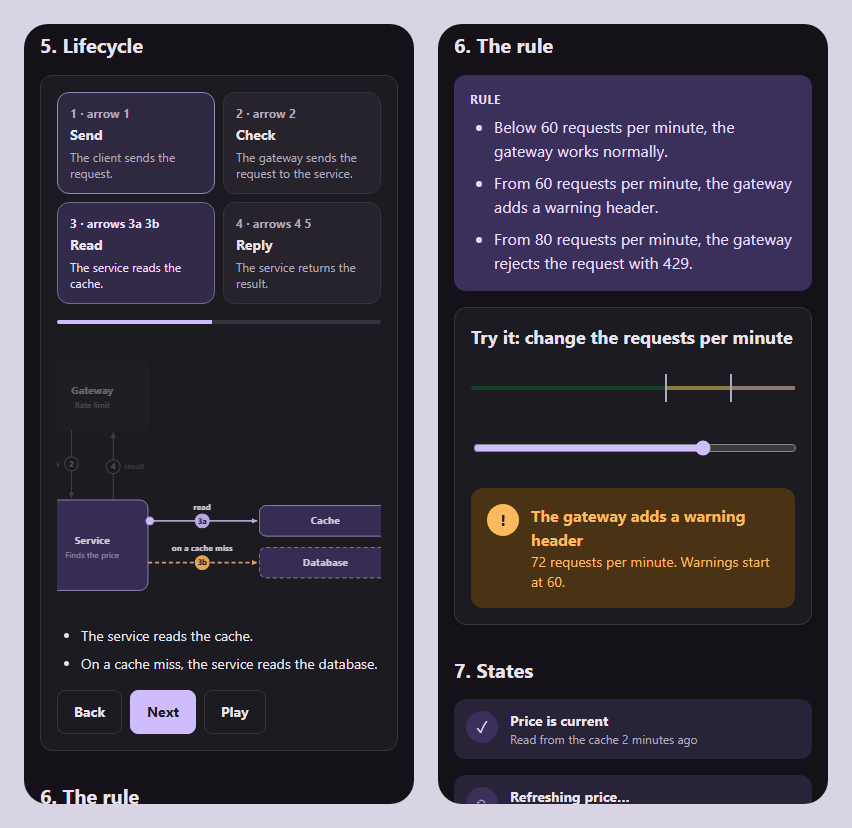 5. Lifecycle
1 · arrow 1
Send
The client sends the
request.
2 · arrow 2
Check
The gateway sends the
request to the service.
3 · arrows 3a 3b
Read
The service reads the
cache.
4 · arrows 4 5
Reply
The service returns the
result.
Gateway
Rate limit
k
2
4
result
Service
Finds the price
read
3a
Cache
on a cache miss
3b
Database
• The service reads the cache.
• On a cache miss, the service reads the database.
Back
Next
Play
6. The rule
6. The rule
RULE
• Below 60 requests per minute, the
gateway works normally.
• From 60 requests per minute, the gateway
adds a warning header.
• From 80 requests per minute, the gateway
rejects the request with 429.
Try it: change the requests per minute
!
The gateway adds a warning
header
72 requests per minute. Warnings start
at 60.
7. States
✓
Price is current
Read from the cache 2 minutes ago
Refreshing price...